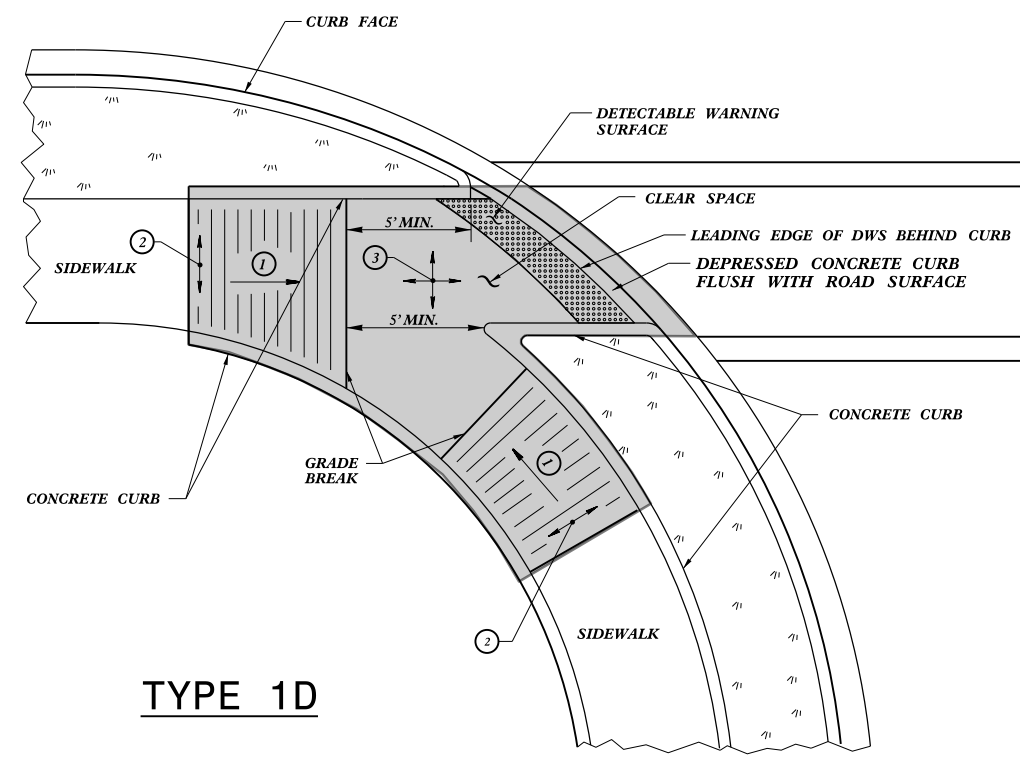 CURB FACE
DETECTABLE WARNING
SURFACE
CLEAR SPACE
5' MIN.
LEADING EDGE OF DWS BEHIND CURB
2
1
3
SIDEWALK
DEPRESSED CONCRETE CURB
FLUSH WITH ROAD SURFACE
5' MIN.
CONCRETE CURB
GRADE
BREAK
1
CONCRETE CURB
2
SIDEWALK
TYPE 1D